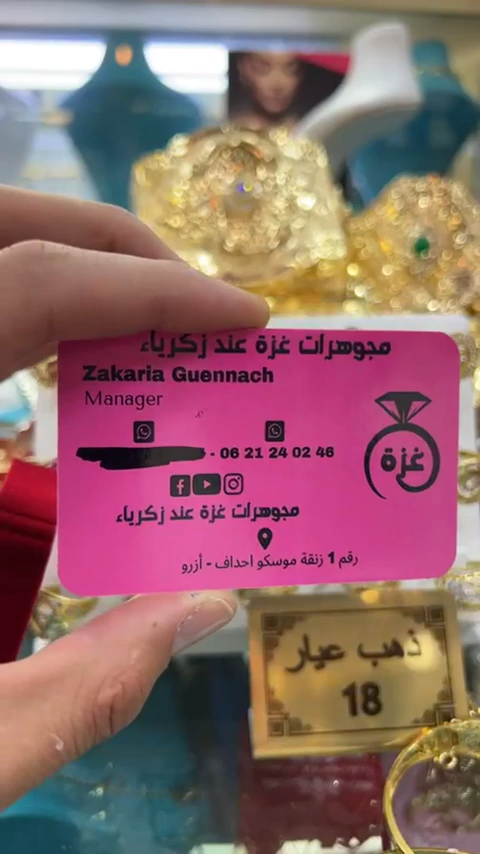 مجوهرات غزة عند زكرياء
Zakaria Guennach
Manager
- 06 21 24 02 46
غزة
مجوهرات غزة عند زكرياء
رقم 1 زنقة موسكو احداف - أزرو
ذهب عيار
18